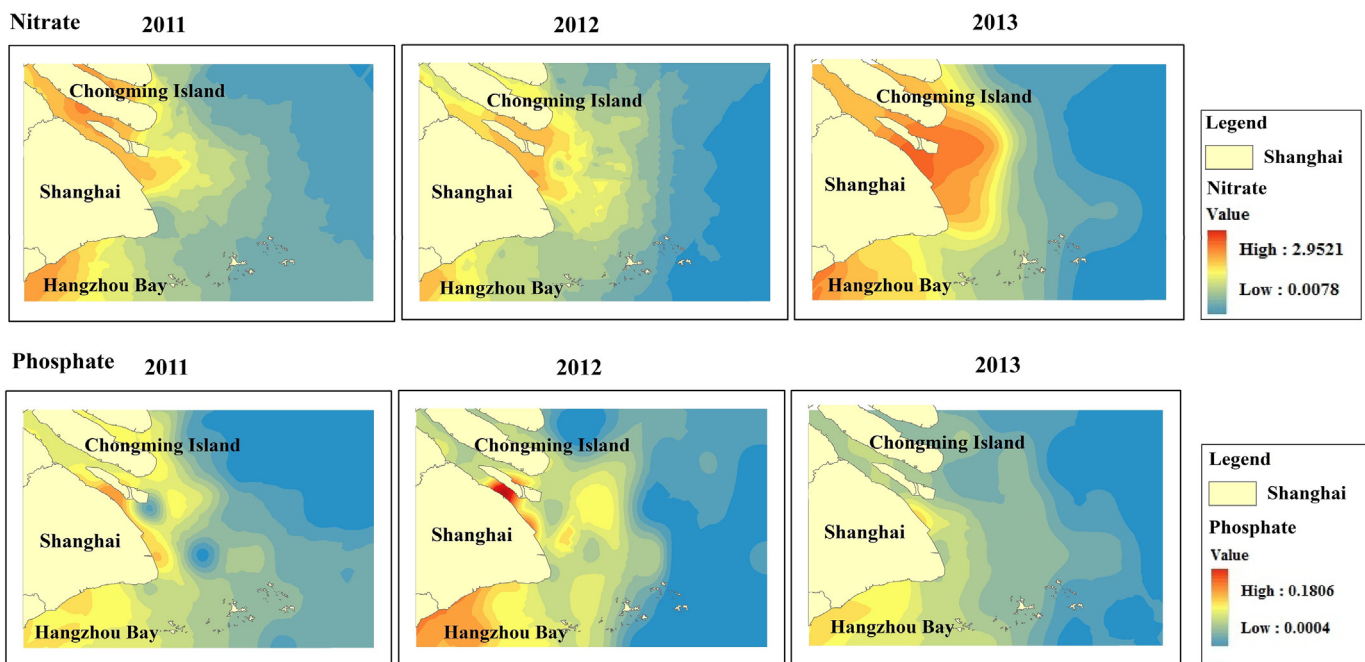 Nitrate
2011
2012
2013
Chongming Island
Shanghai
Hangzhou Bay
Chongming Island
Shanghai
Hangzhou Bay
Chongming Island
Shanghai
Hangzhou Bay
Legend
Shanghai
Nitrate
Value
High : 2.9521
Low : 0.0078
Phosphate
2011
2012
2013
Chongming Island
Shanghai
Hangzhou Bay
Chongming Island
Shanghai
Hangzhou Bay
Chongming Island
Shanghai
Hangzhou Bay
Legend
Shanghai
Phosphate
Value
High : 0.1806
Low : 0.0004